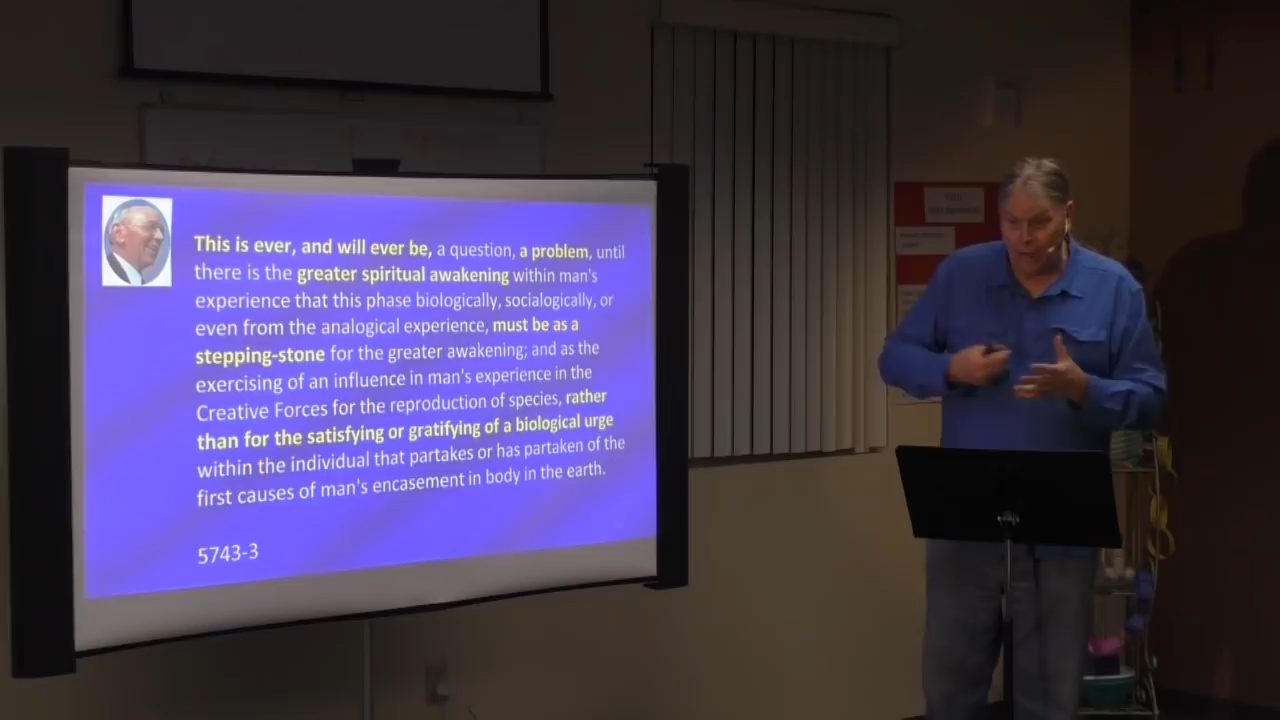 This is ever, and will ever be, a question, a problem, until
there is the greater spiritual awakening within man's
experience that this phase biologically, socialogically, or
even from the analogical experience, must be as a
stepping-stone for the greater awakening; and as the
exercising of an influence in man's experience in the
Creative Forces for the reproduction of species, rather
than for the satisfying or gratifying of a biological urge
within the individual that partakes or has partaken of the
first causes of man's encasement in body in the earth.
5743-3